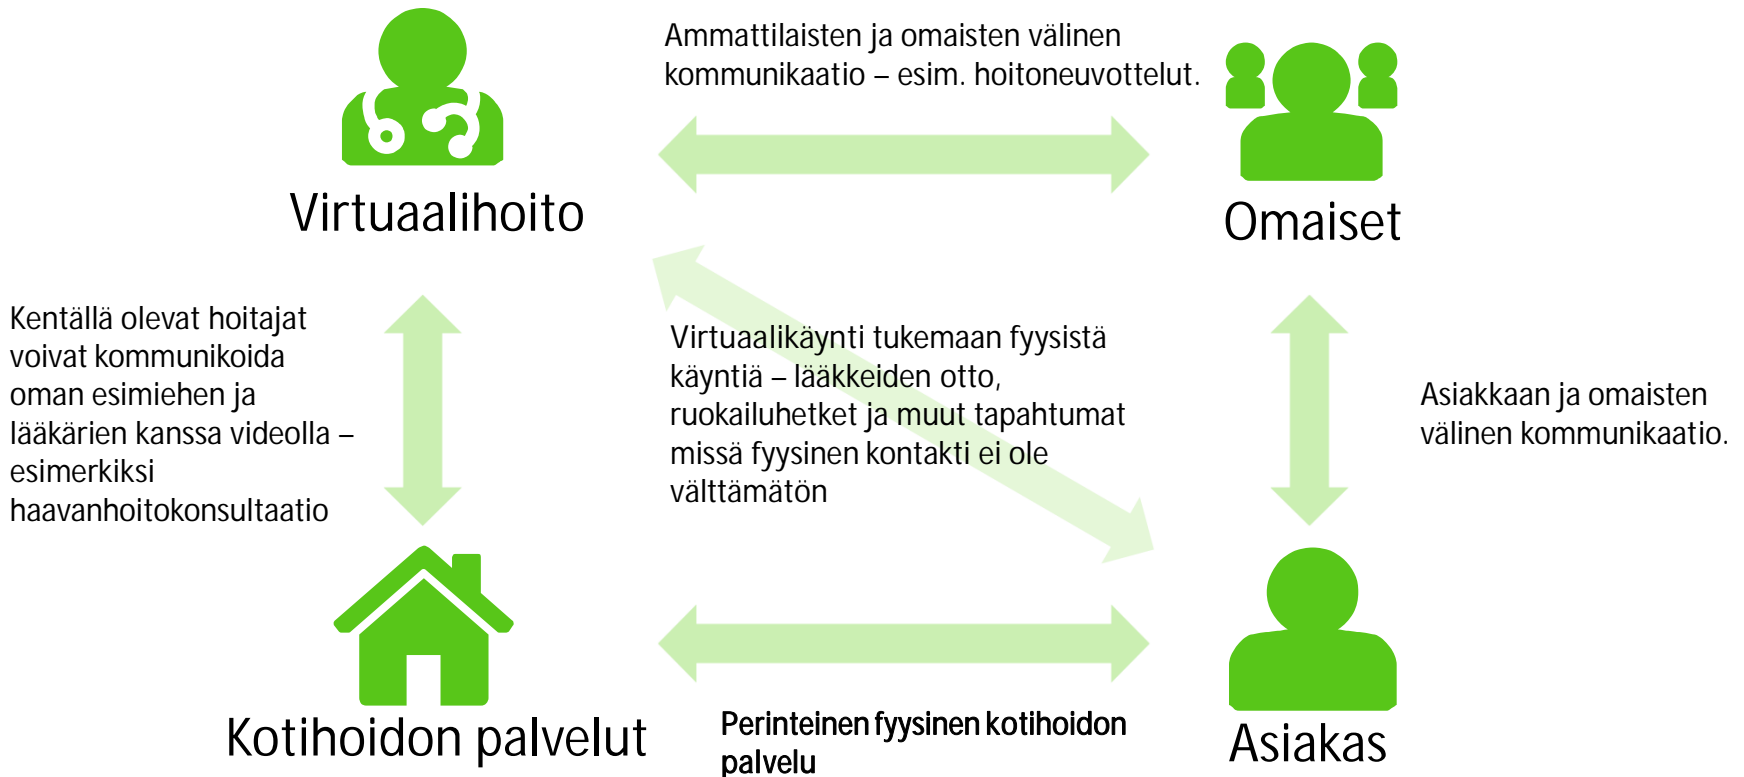 Ammattilaisten ja omaisten välinen
kommunikaatio – esim. hoitoneuvottelut.
Virtuaalihoito
Omaiset
Kentällä olevat hoitajat
voivat kommunikoida
oman esimiehen ja
lääkärien kanssa videolla –
esimerkiksi
haavanhoitokonsultaatio
Virtuaalikäynti tukemaan fyysistä
käyntiä – lääkkeiden otto,
ruokailuhetket ja muut tapahtumat
missä fyysinen kontakti ei ole
välttämätön
Asiakkaan ja omaisten
välinen kommunikaatio.
Kotihoidon palvelut
Perinteinen fyysinen kotihoidon
palvelu
Asiakas